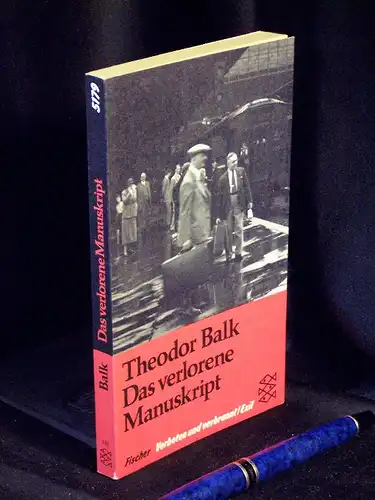 5179
Das verlorene Manuskript
Balk
Theodor Balk
Das verlorene
Manuskript
Fischer Verboten und verbrannt/Exil